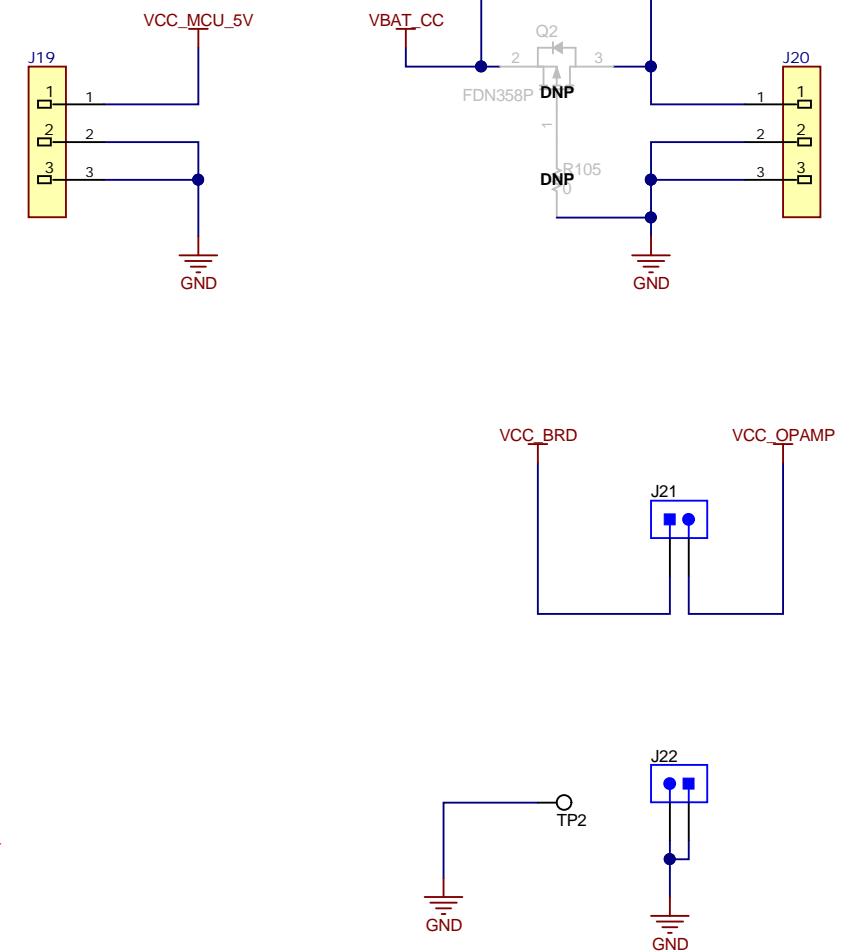 VCC_MCU_5V
VBAT_CC
J19
Q2
J20
2
3
1
1
FDN358P
DNP
1
1
2
2
1
2
2
3
3
DNP
R105
0
3
3
GND
GND
VCC_BRD
VCC_OPAMP
J21
J22
TP2
GND
GND